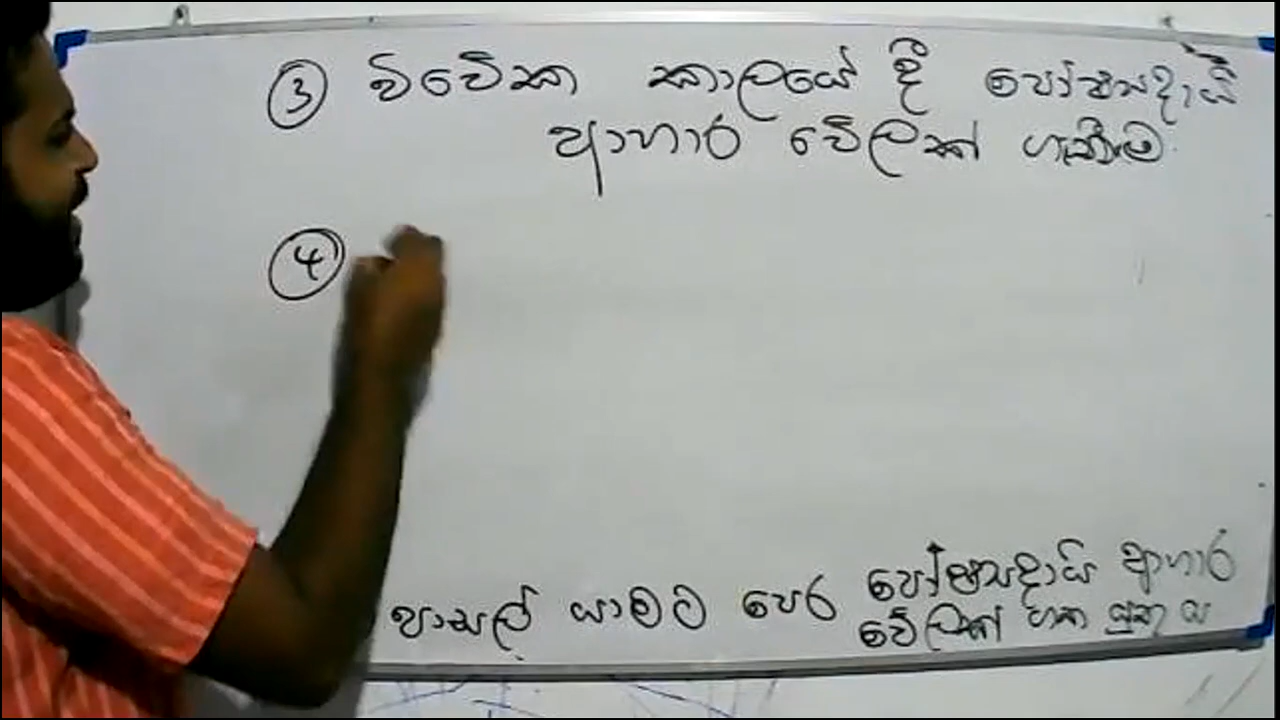 ③ විවේක කාලයේ දී පෝෂ්‍යදායී
ආහාර වේලක් ගැනීම.
④
පාසල් යාමට පෙර පෝෂ්‍යදායි ආහාර
වේලක් ගත යුතු ය